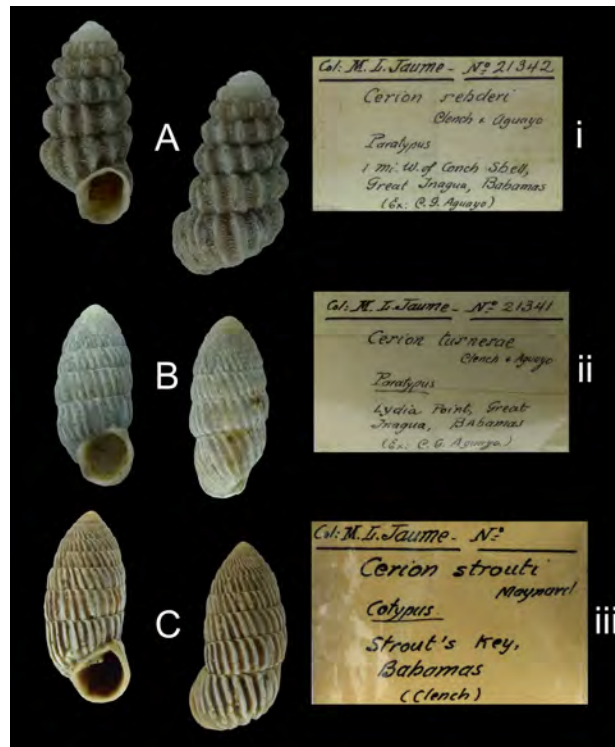 A
Col: M. L. Jaume - Nº 21342
Cerion rehderi
Clench & Aguayo
Paratypus
1 mi. W. of Conch Shell,
Great Inagua, Bahamas
(Ex: C. G. Aguayo)
i
B
Col: M. L. Jaume - Nº 21341
Cerion turnerae
Clench & Aguayo
Paratypus
Lydia Point, Great
Inagua, Bahamas
(Ex: C. G. Aguayo)
ii
C
Col: M. L. Jaume - Nº
Cerion strouti
Maynard
Cotypus
Strout's Key,
Bahamas
(Clench)
iii